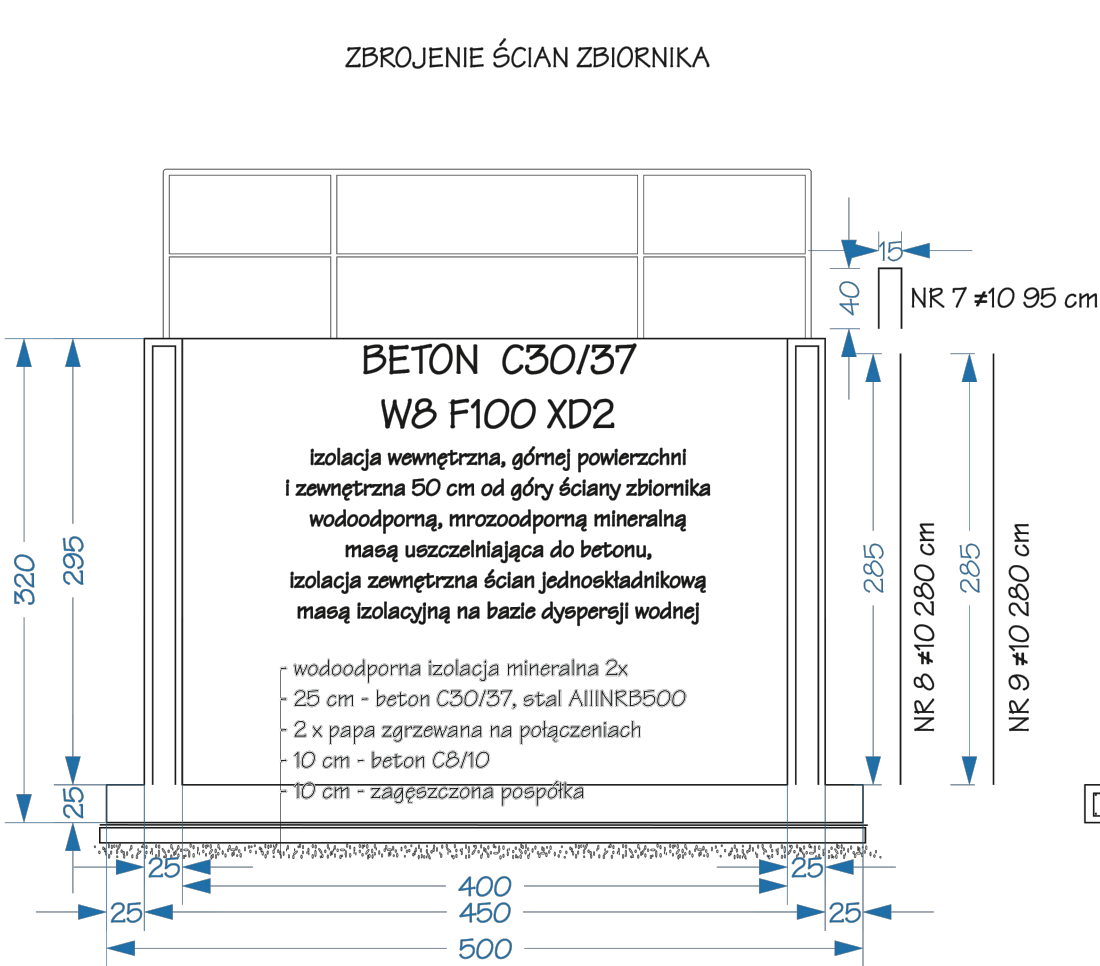 ZBROJENIE ŚCIAN ZBIORNIKA
15
40
NR 7 ≠10 95 cm
BETON C30/37
W8 F100 XD2
izolacja wewnętrzna, górnej powierzchni
i zewnętrzna 50 cm od góry ściany zbiornika
wodoodporną, mrozoodporną mineralną
masą uszczelniająca do betonu,
izolacja zewnętrzna ścian jednoskładnikową
masą izolacyjną na bazie dyspersji wodnej
320
295
285
NR 8 ≠10 280 cm
285
NR 9 ≠10 280 cm
- wodoodporna izolacja mineralna 2x
- 25 cm - beton C30/37, stal AIIINRB500
- 2 x papa zgrzewana na połączeniach
- 10 cm - beton C8/10
- 10 cm - zagęszczona pospółka
25
25
25
400
25
450
25
500